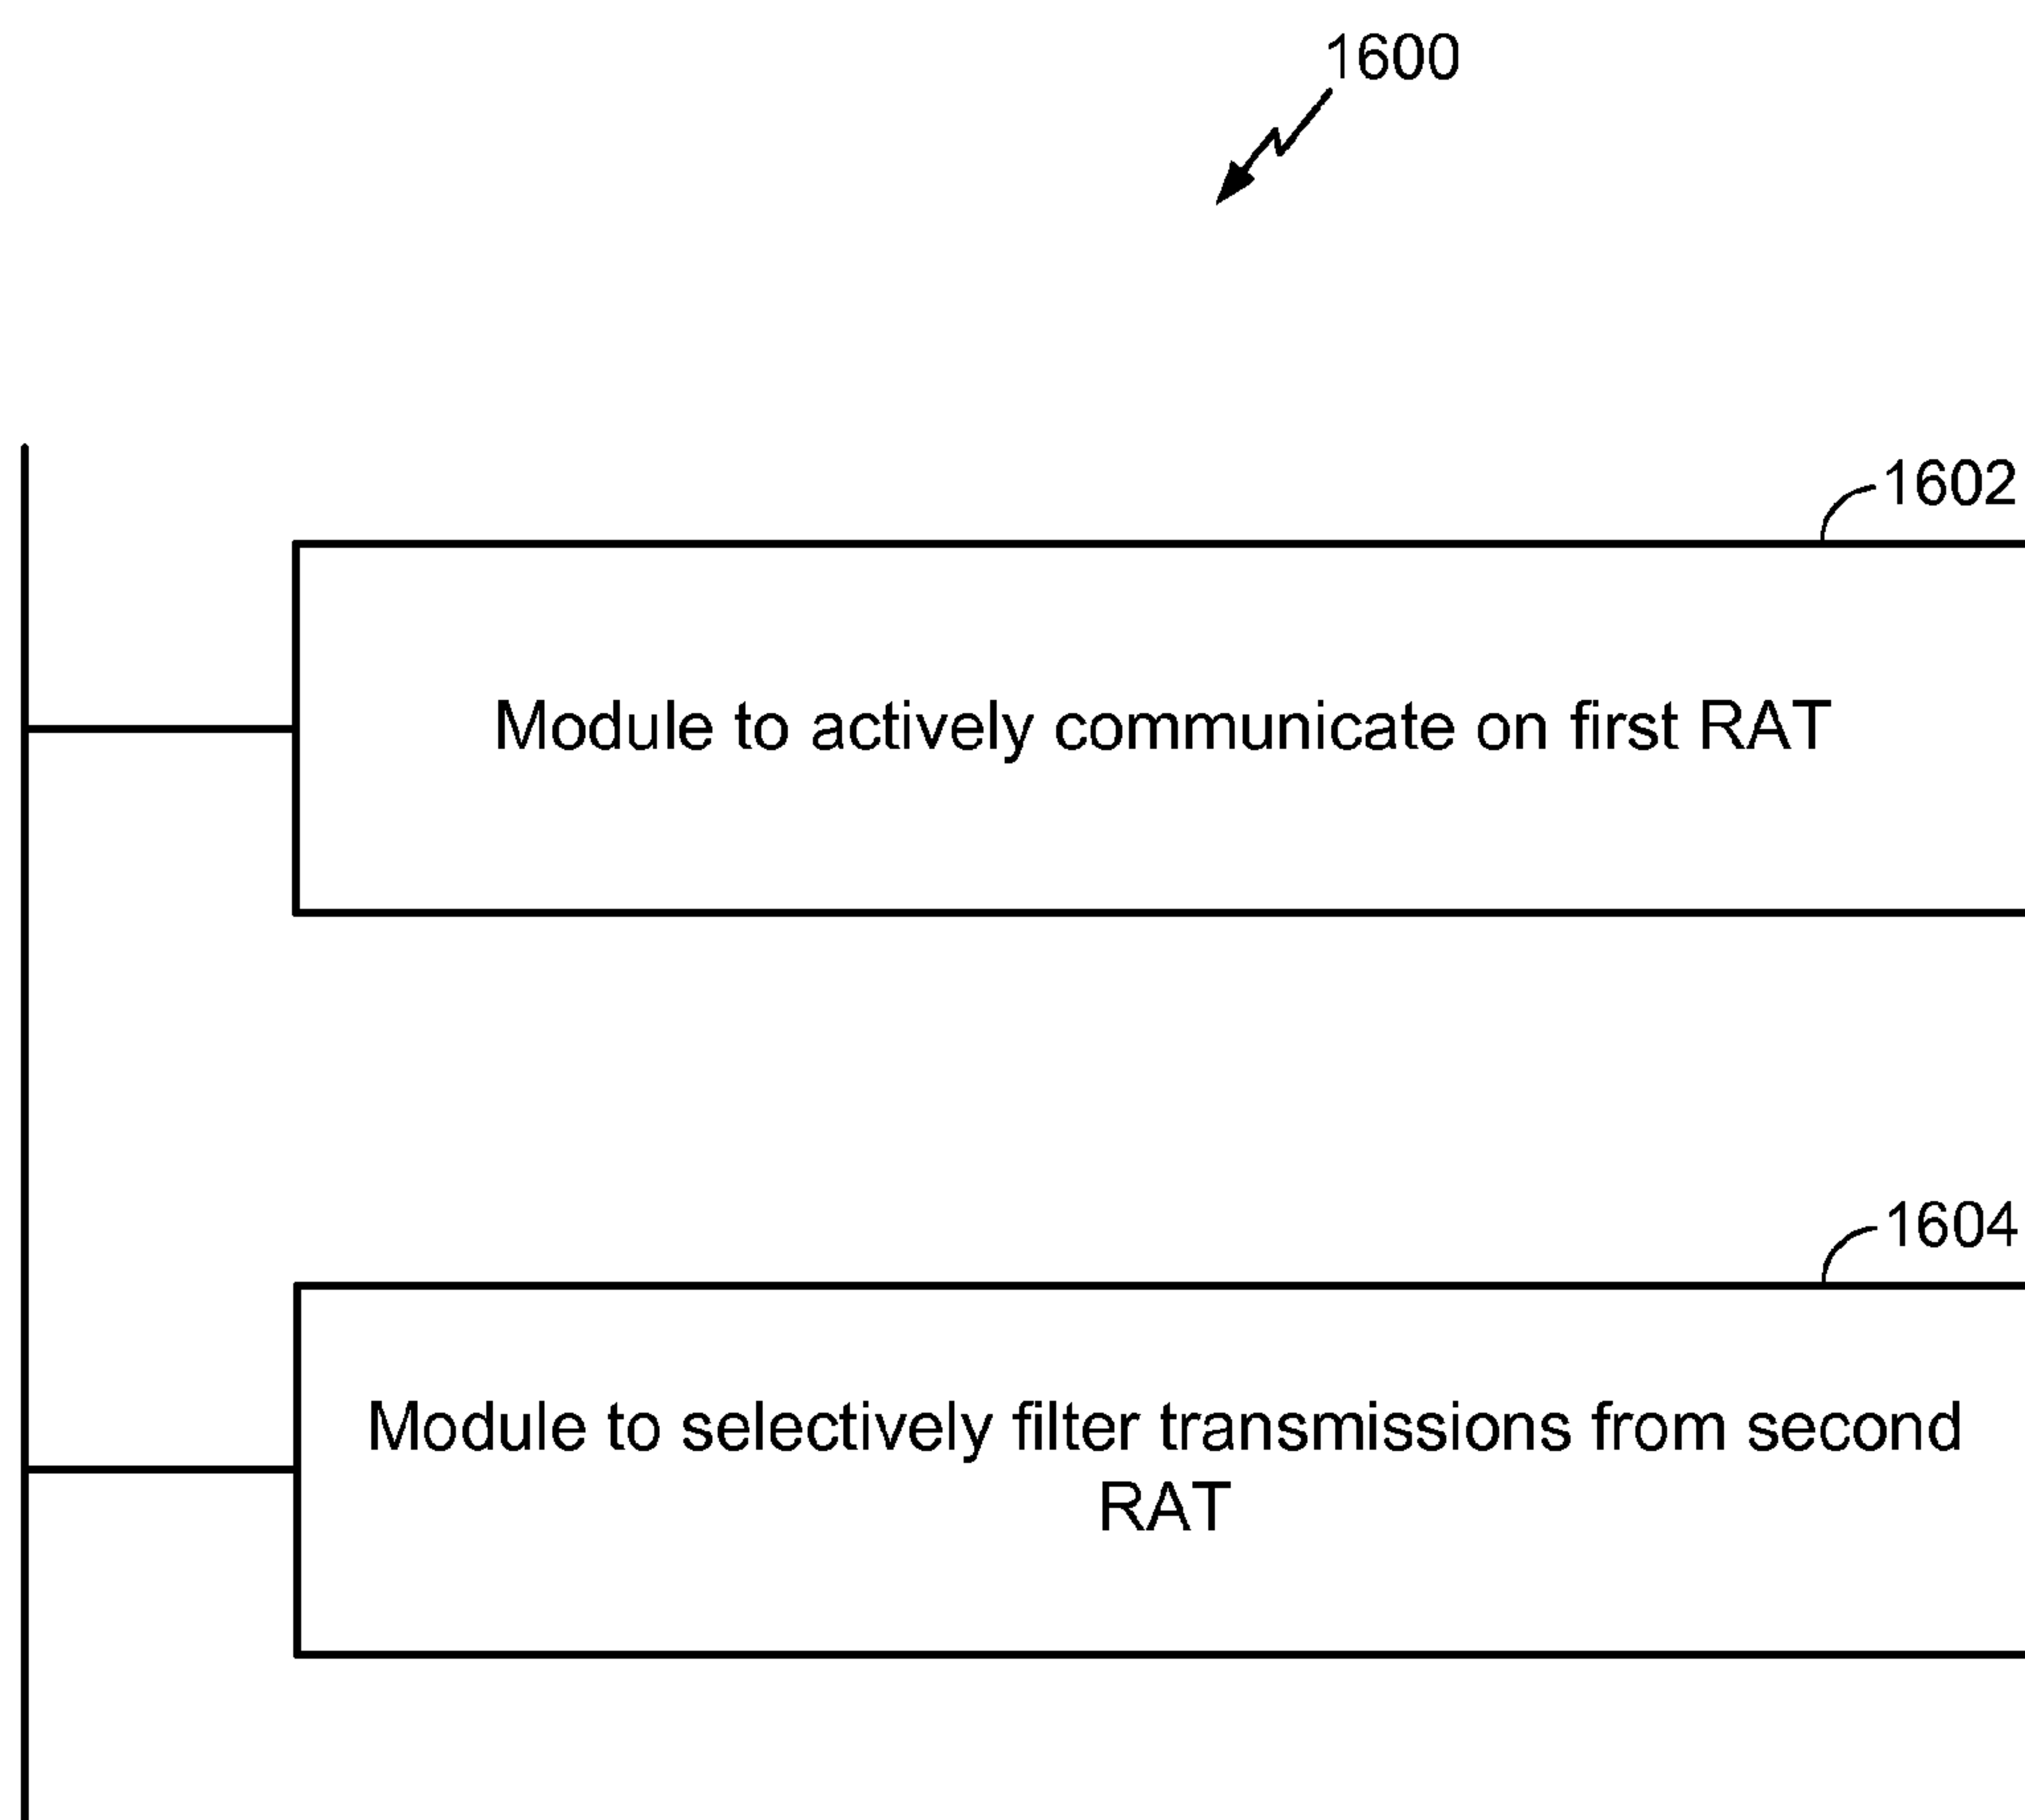 1600
1602
Module to actively communicate on first RAT
1604
Module to selectively filter transmissions from second
RAT